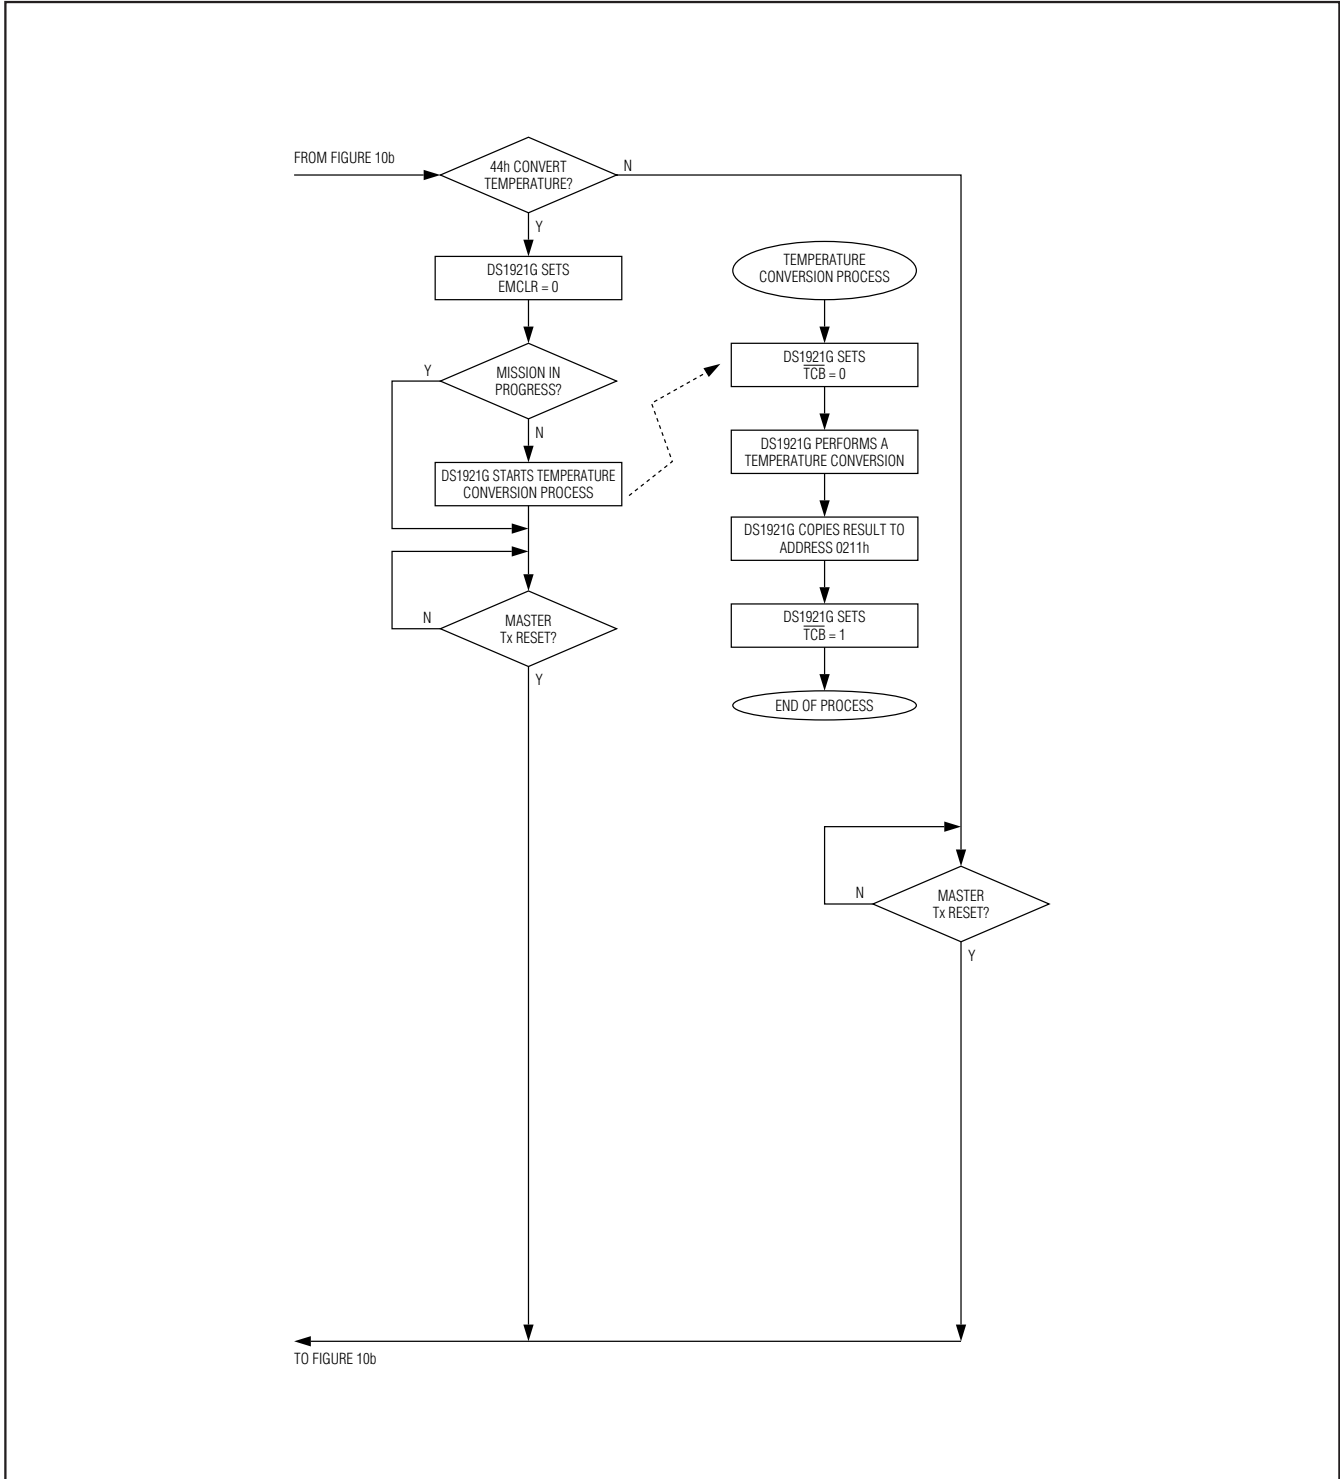 FROM FIGURE 10b
44h CONVERT
TEMPERATURE?
N
Y
DS1921G SETS
EMCLR = 0
MISSION IN
PROGRESS?
Y
N
DS1921G STARTS TEMPERATURE
CONVERSION PROCESS
MASTER
Tx RESET?
N
Y
TEMPERATURE
CONVERSION PROCESS
DS1921G SETS
T̅C̅B̅ = 0
DS1921G PERFORMS A
TEMPERATURE CONVERSION
DS1921G COPIES RESULT TO
ADDRESS 0211h
DS1921G SETS
T̅C̅B̅ = 1
END OF PROCESS
MASTER
Tx RESET?
N
Y
TO FIGURE 10b